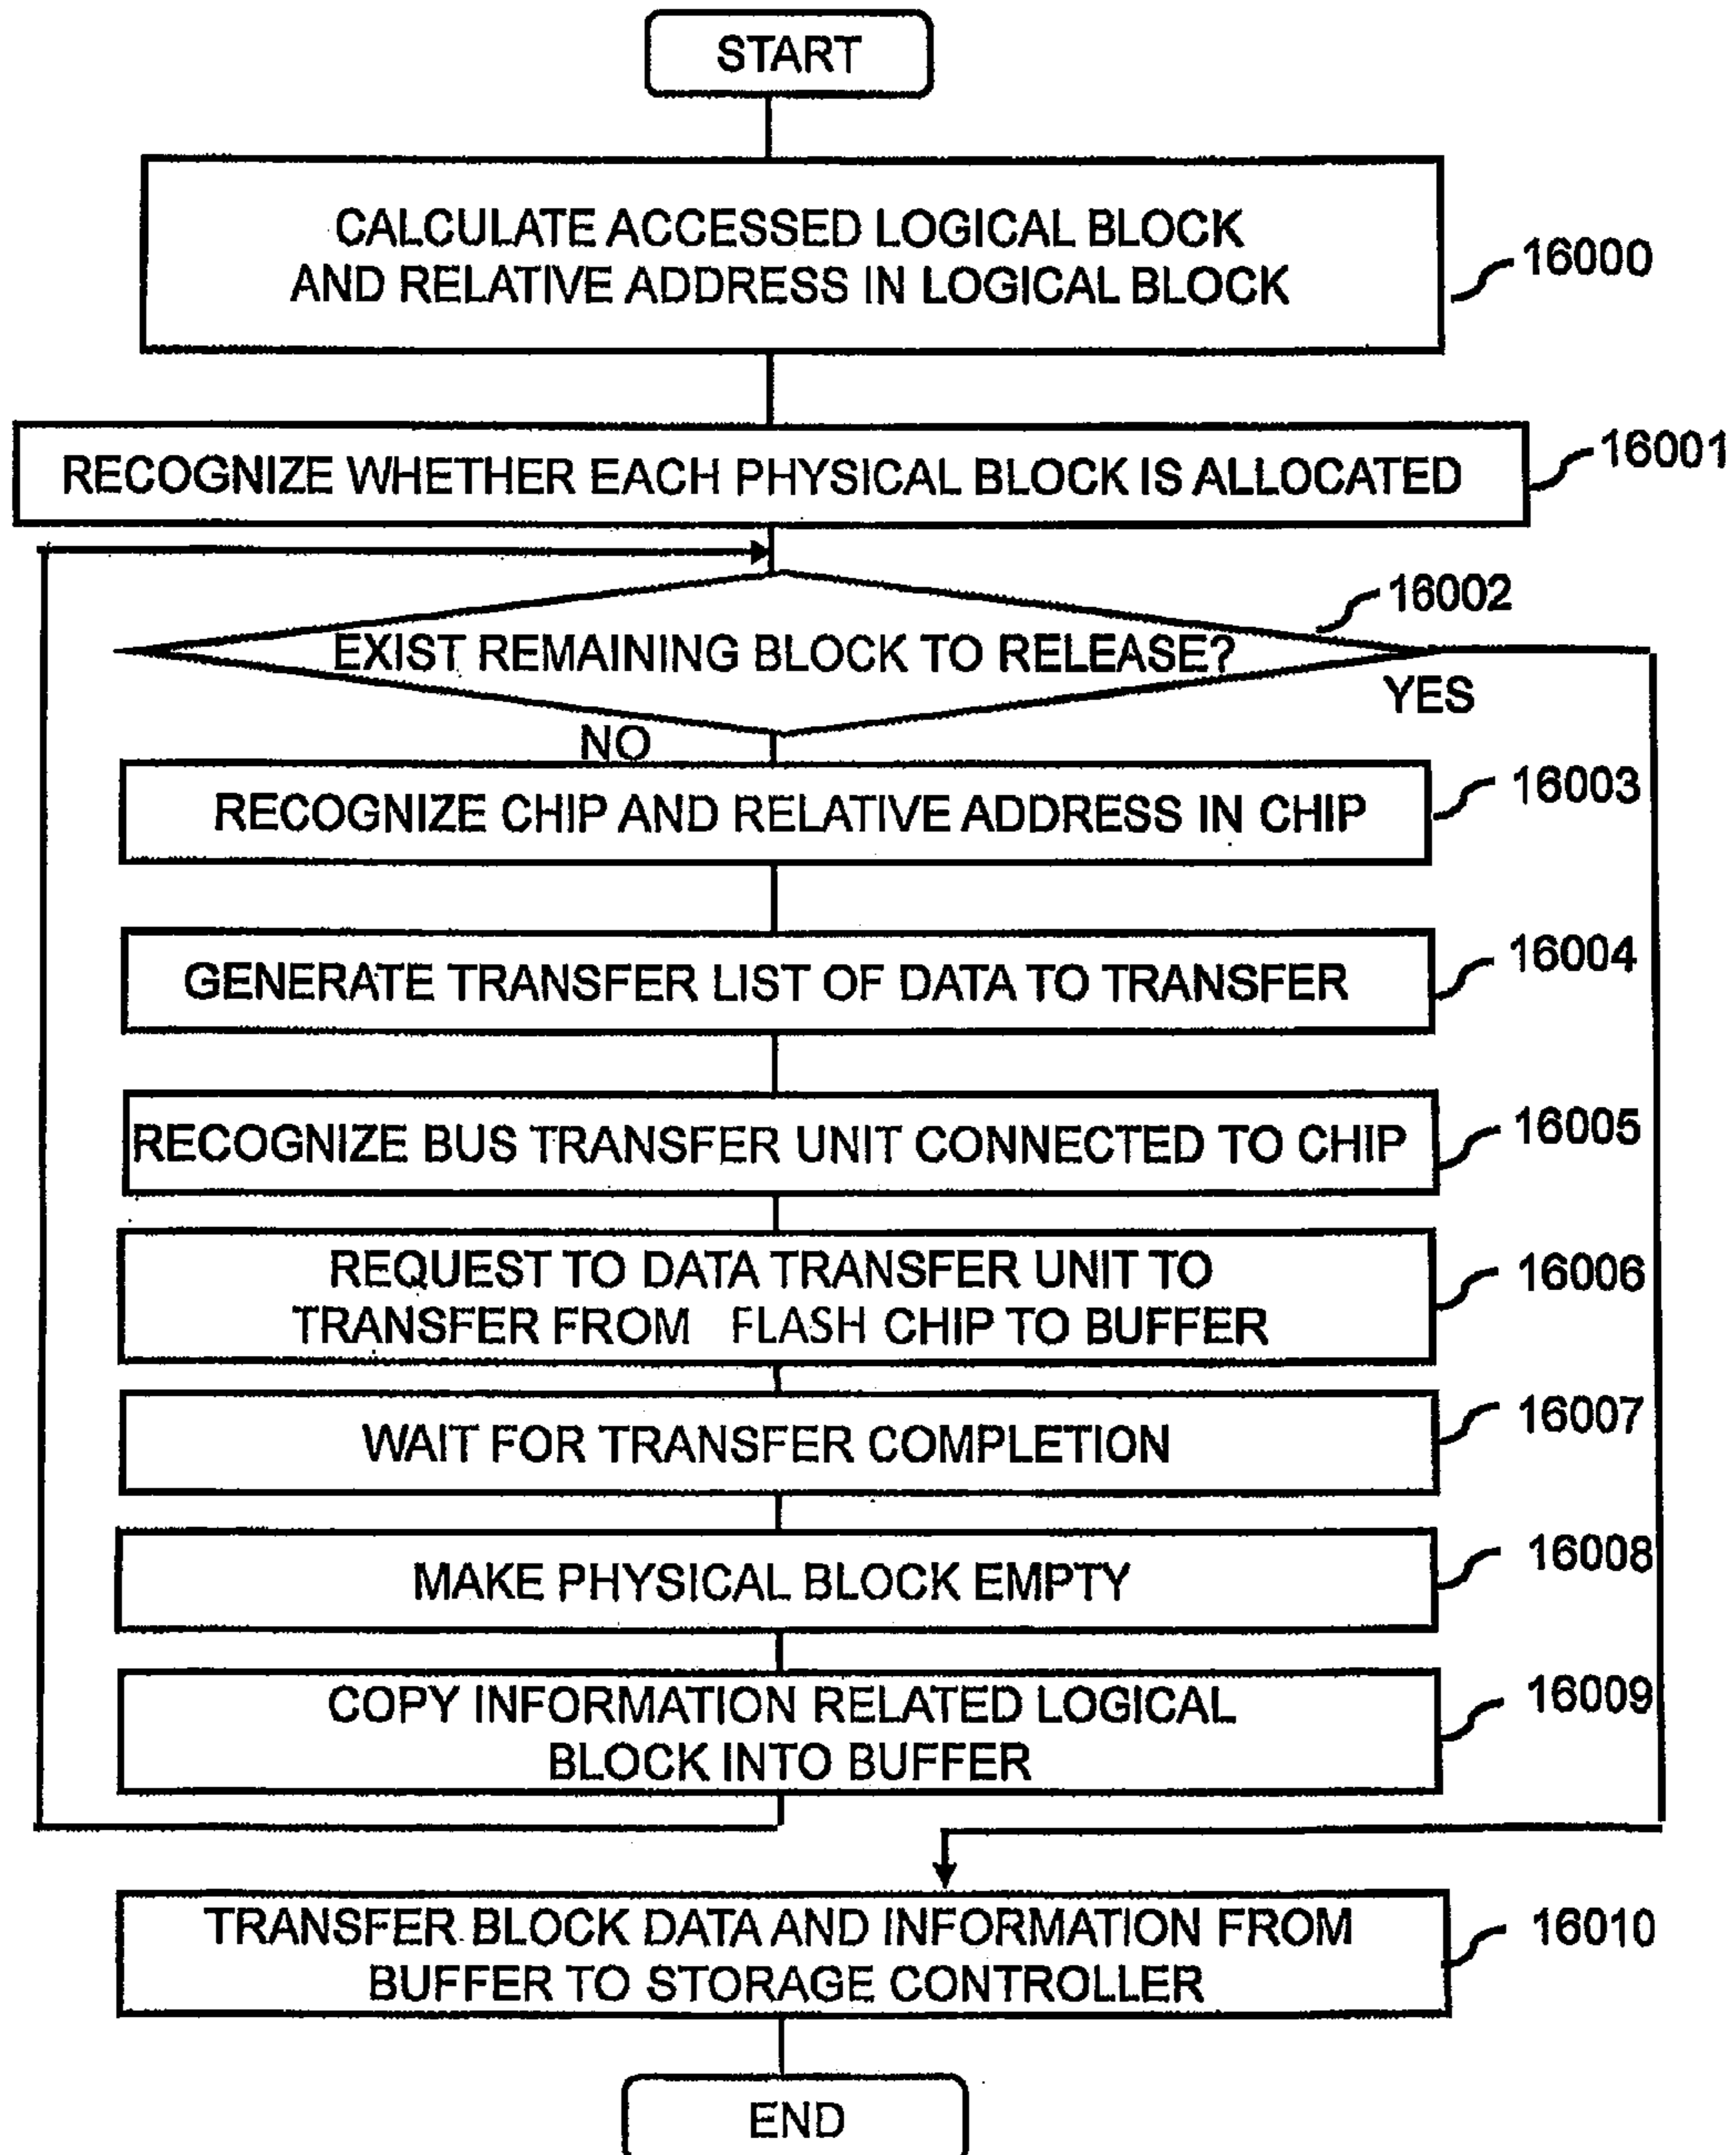 START
CALCULATE ACCESSED LOGICAL BLOCK
AND RELATIVE ADDRESS IN LOGICAL BLOCK
16000
RECOGNIZE WHETHER EACH PHYSICAL BLOCK IS ALLOCATED
16001
16002
EXIST REMAINING BLOCK TO RELEASE?
YES
NO
RECOGNIZE CHIP AND RELATIVE ADDRESS IN CHIP
16003
GENERATE TRANSFER LIST OF DATA TO TRANSFER
16004
RECOGNIZE BUS TRANSFER UNIT CONNECTED TO CHIP
16005
REQUEST TO DATA TRANSFER UNIT TO
TRANSFER FROM FLASH CHIP TO BUFFER
16006
WAIT FOR TRANSFER COMPLETION
16007
MAKE PHYSICAL BLOCK EMPTY
16008
COPY INFORMATION RELATED LOGICAL
BLOCK INTO BUFFER
16009
TRANSFER BLOCK DATA AND INFORMATION FROM
BUFFER TO STORAGE CONTROLLER
16010
END